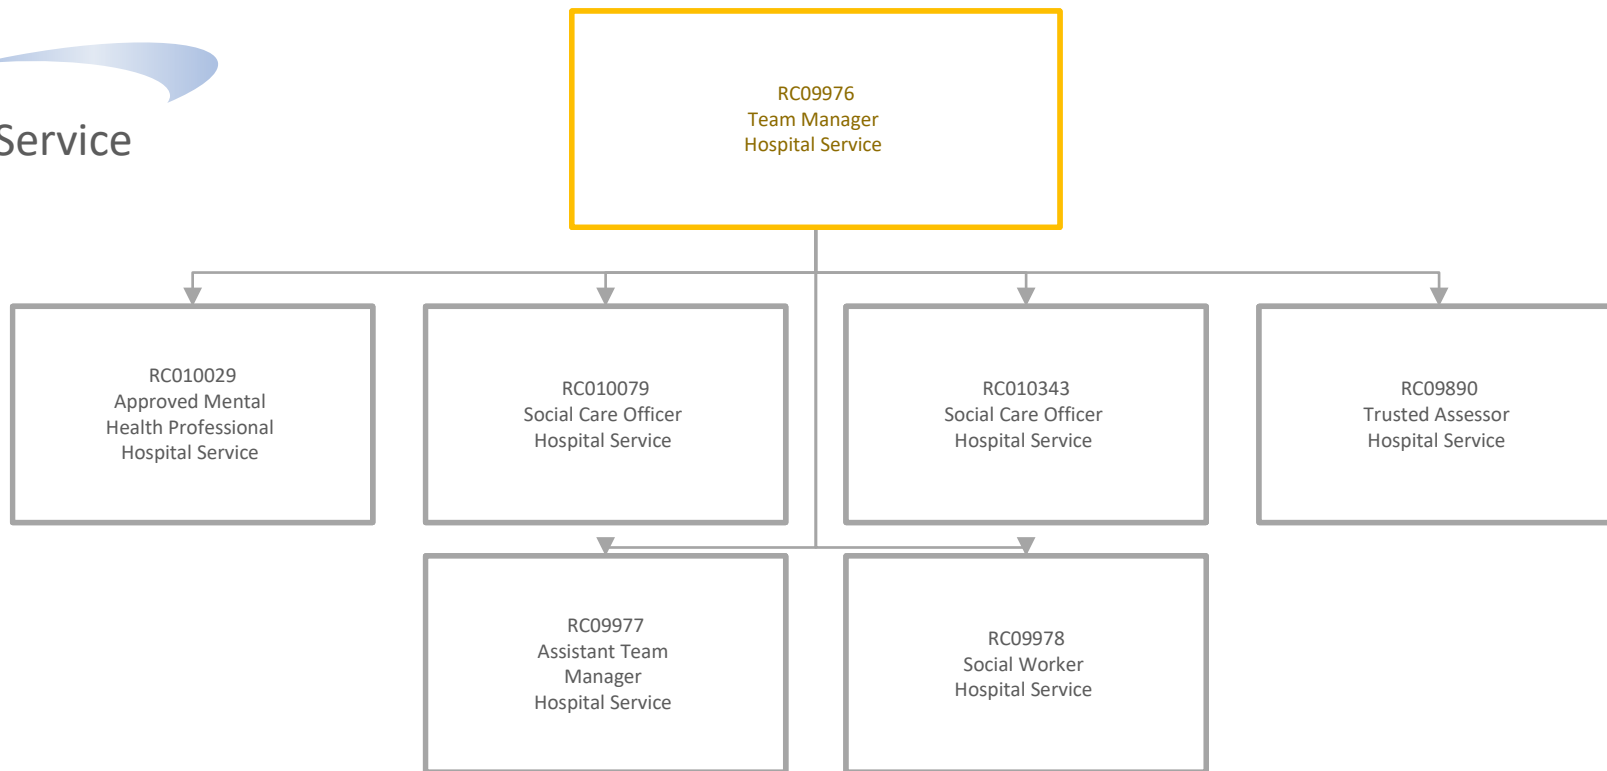 Service
RC09976
Team Manager
Hospital Service
RC010029
Approved Mental
Health Professional
Hospital Service
RC010079
Social Care Officer
Hospital Service
RC010343
Social Care Officer
Hospital Service
RC09890
Trusted Assessor
Hospital Service
RC09977
Assistant Team
Manager
Hospital Service
RC09978
Social Worker
Hospital Service